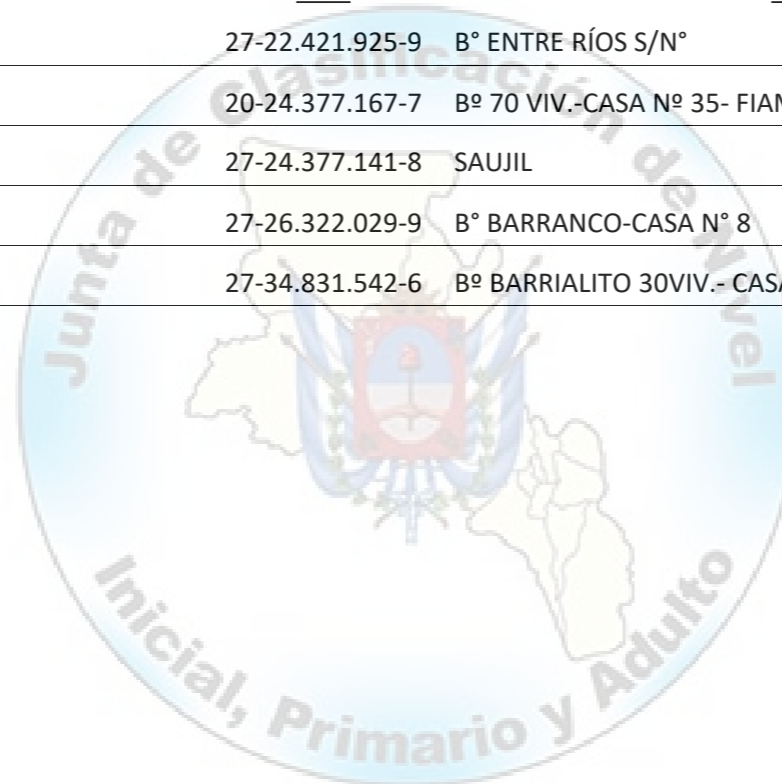 27-22.421.925-9 B° ENTRE RÍOS S/N°
20-24.377.167-7 Bº 70 VIV.-CASA Nº 35- FIAM
27-24.377.141-8 SAUJIL
27-26.322.029-9 B° BARRANCO-CASA N° 8
27-34.831.542-6 Bº BARRIALITO 30VIV.- CASA
Junta de Clasificación de Nivel
Inicial, Primario y Adulto